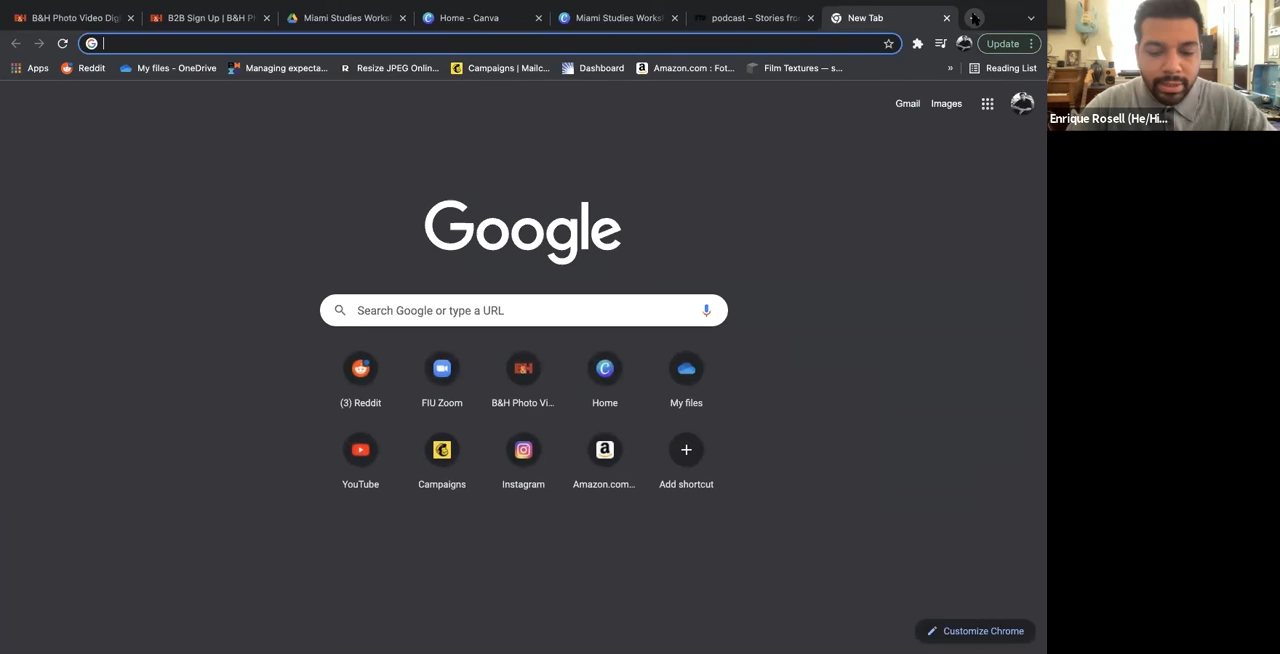 B&H Photo Video Digi
B2B Sign Up | B&H P
Miami Studies Works
Home - Canva
Miami Studies Works
podcast – Stories fro
New Tab
Update
Apps
Reddit
My files - OneDrive
Managing expecta...
R Resize JPEG Onlin...
Campaigns | Mailc...
Dashboard
a Amazon.com : Fot...
Film Textures — s...
»
Reading List
Gmail
Images
Enrique Rosell (He/Hi...
Google
Search Google or type a URL
(3) Reddit
FIU Zoom
B&H Photo Vi...
Home
My files
YouTube
Campaigns
Instagram
Amazon.com...
Add shortcut
Customize Chrome